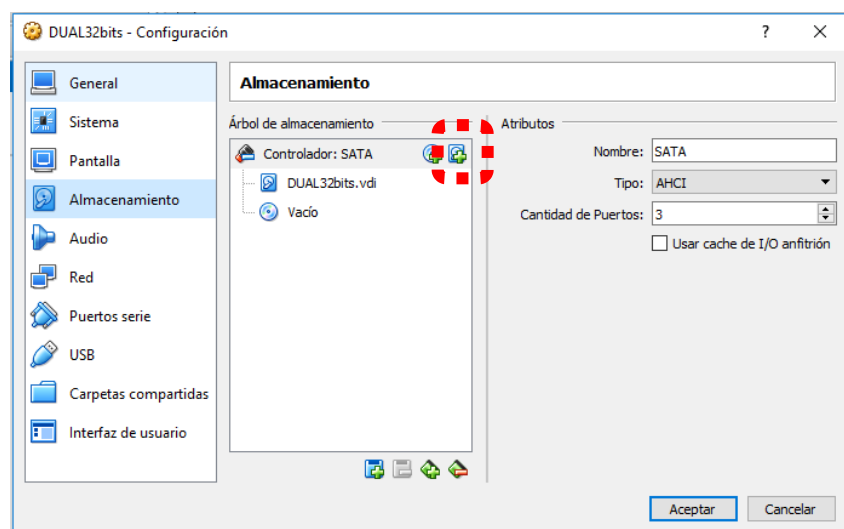 DUAL32bits - Configuración
?
General
Sistema
Pantalla
Almacenamiento
Audio
Red
Puertos serie
USB
Carpetas compartidas
Interfaz de usuario
Almacenamiento
Árbol de almacenamiento
Controlador: SATA
DUAL32bits.vdi
Vacío
Atributos
Nombre: SATA
Tipo: AHCI
Cantidad de Puertos: 3
Usar cache de I/O anfitrión
Aceptar Cancelar